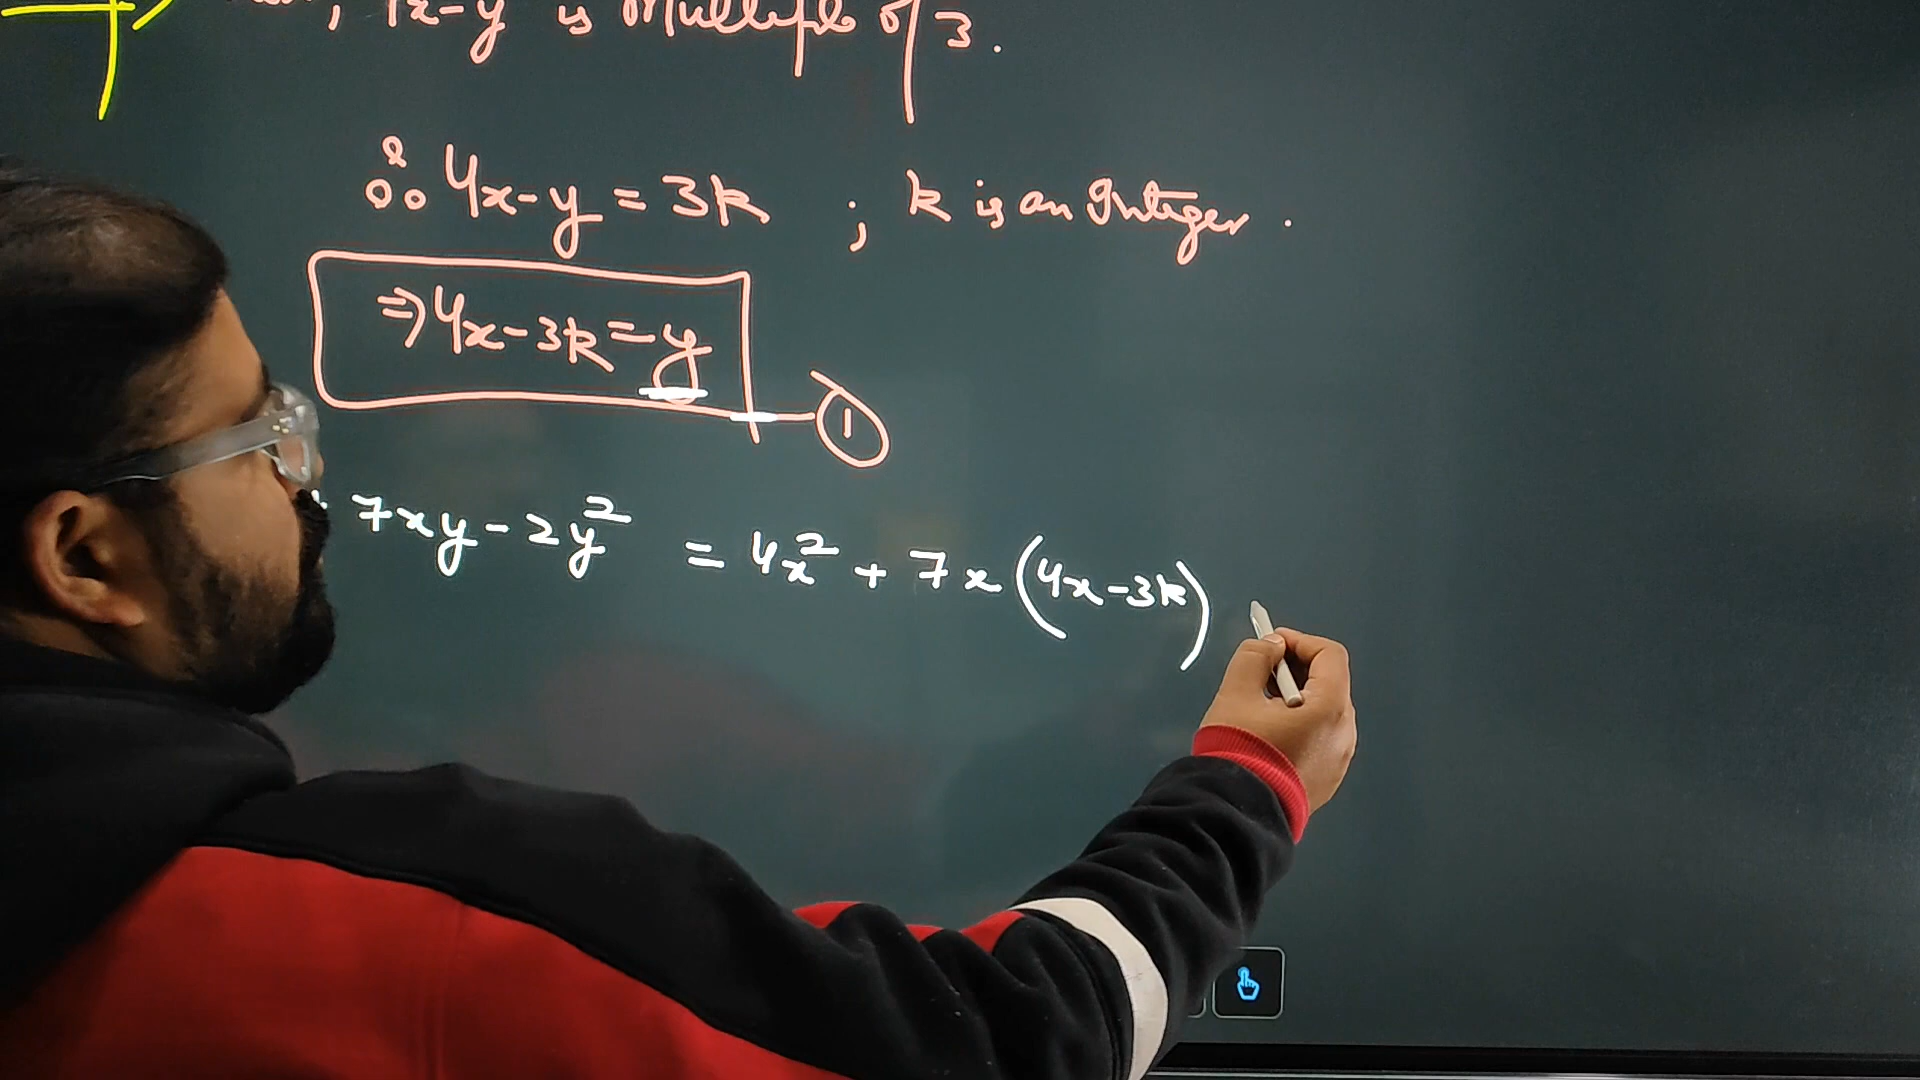 4x-y is Multiple of 3.
∴ 4x-y = 3k ; k is an Integer.
⇒ 4x-3k = y
1
7xy - 2y² = 4x² + 7x(4x-3k)